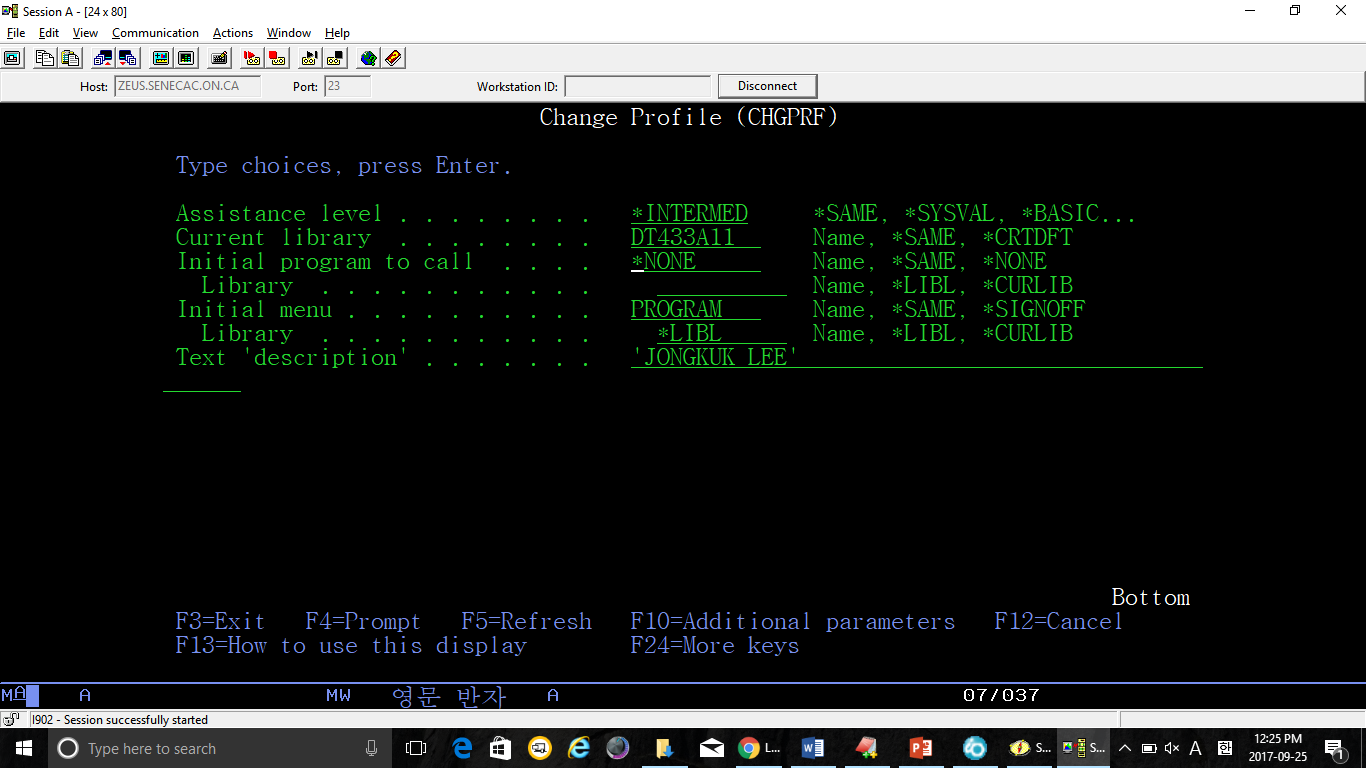 Session A - [24 x 80]
File Edit View Communication Actions Window Help
Host: ZEUS.SENECAC.ON.CA Port: 23 Workstation ID: Disconnect
Change Profile (CHGPRF)
Type choices, press Enter.
Assistance level . . . . . . . . *INTERMED *SAME, *SYSVAL, *BASIC...
Current library . . . . . . . . DT433A11 Name, *SAME, *CRTDFT
Initial program to call . . . . *NONE Name, *SAME, *NONE
Library . . . . . . . . . . . Name, *LIBL, *CURLIB
Initial menu . . . . . . . . . . PROGRAM Name, *SAME, *SIGNOFF
Library . . . . . . . . . . . *LIBL Name, *LIBL, *CURLIB
Text 'description' . . . . . . . 'JONGKUK LEE'
Bottom
F3=Exit F4=Prompt F5=Refresh F10=Additional parameters F12=Cancel
F13=How to use this display F24=More keys
MA A MW 영문 반자 A 07/037
I902 - Session successfully started
Type here to search L... S... S... A 한 12:25 PM
2017-09-25 1